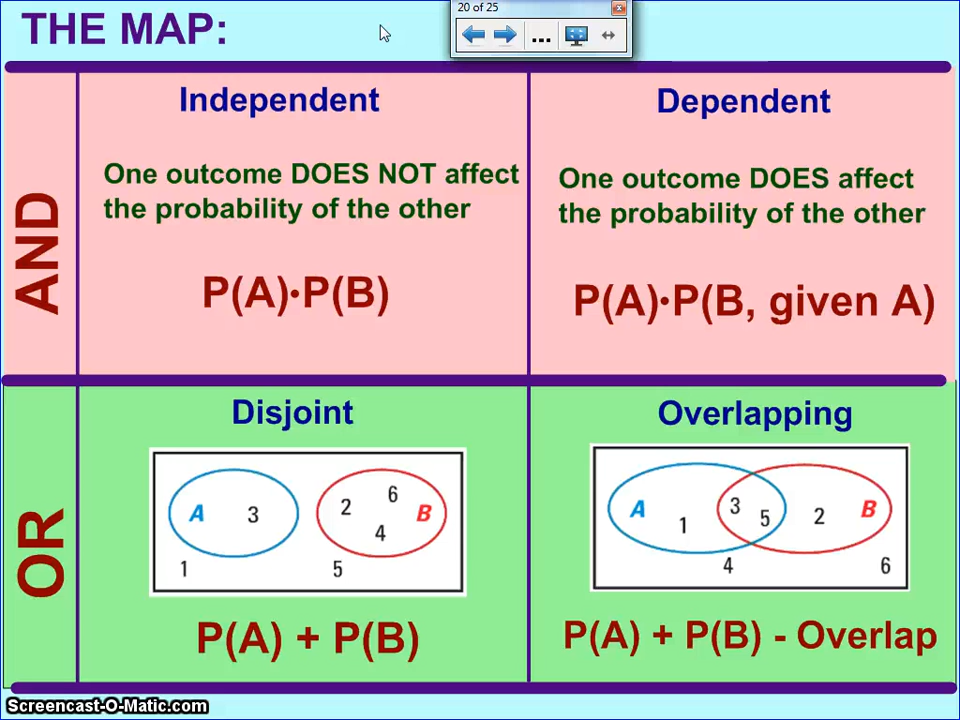 THE MAP:
20 of 25
...
AND
Independent
One outcome DOES NOT affect
the probability of the other
P(A)•P(B)
Dependent
One outcome DOES affect
the probability of the other
P(A)•P(B, given A)
OR
Disjoint
A
3
2
6
4
B
1
5
P(A) + P(B)
Overlapping
A
1
3
5
2
B
4
6
P(A) + P(B) - Overlap
Screencast-O-Matic.com